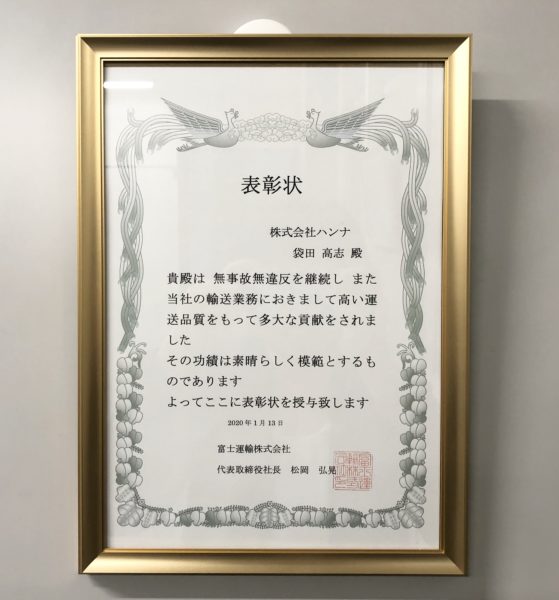 表彰状
株式会社ハンナ
袋田 高志 殿
貴殿は 無事故無違反を継続し また
当社の輸送業務におきまして高い運
送品質をもって多大な貢献をされま
した
その功績は素晴らしく模範とするも
のであります
よってここに表彰状を授与致します
2020年1月13日
富士運輸株式会社
代表取締役社長 松岡 弘晃